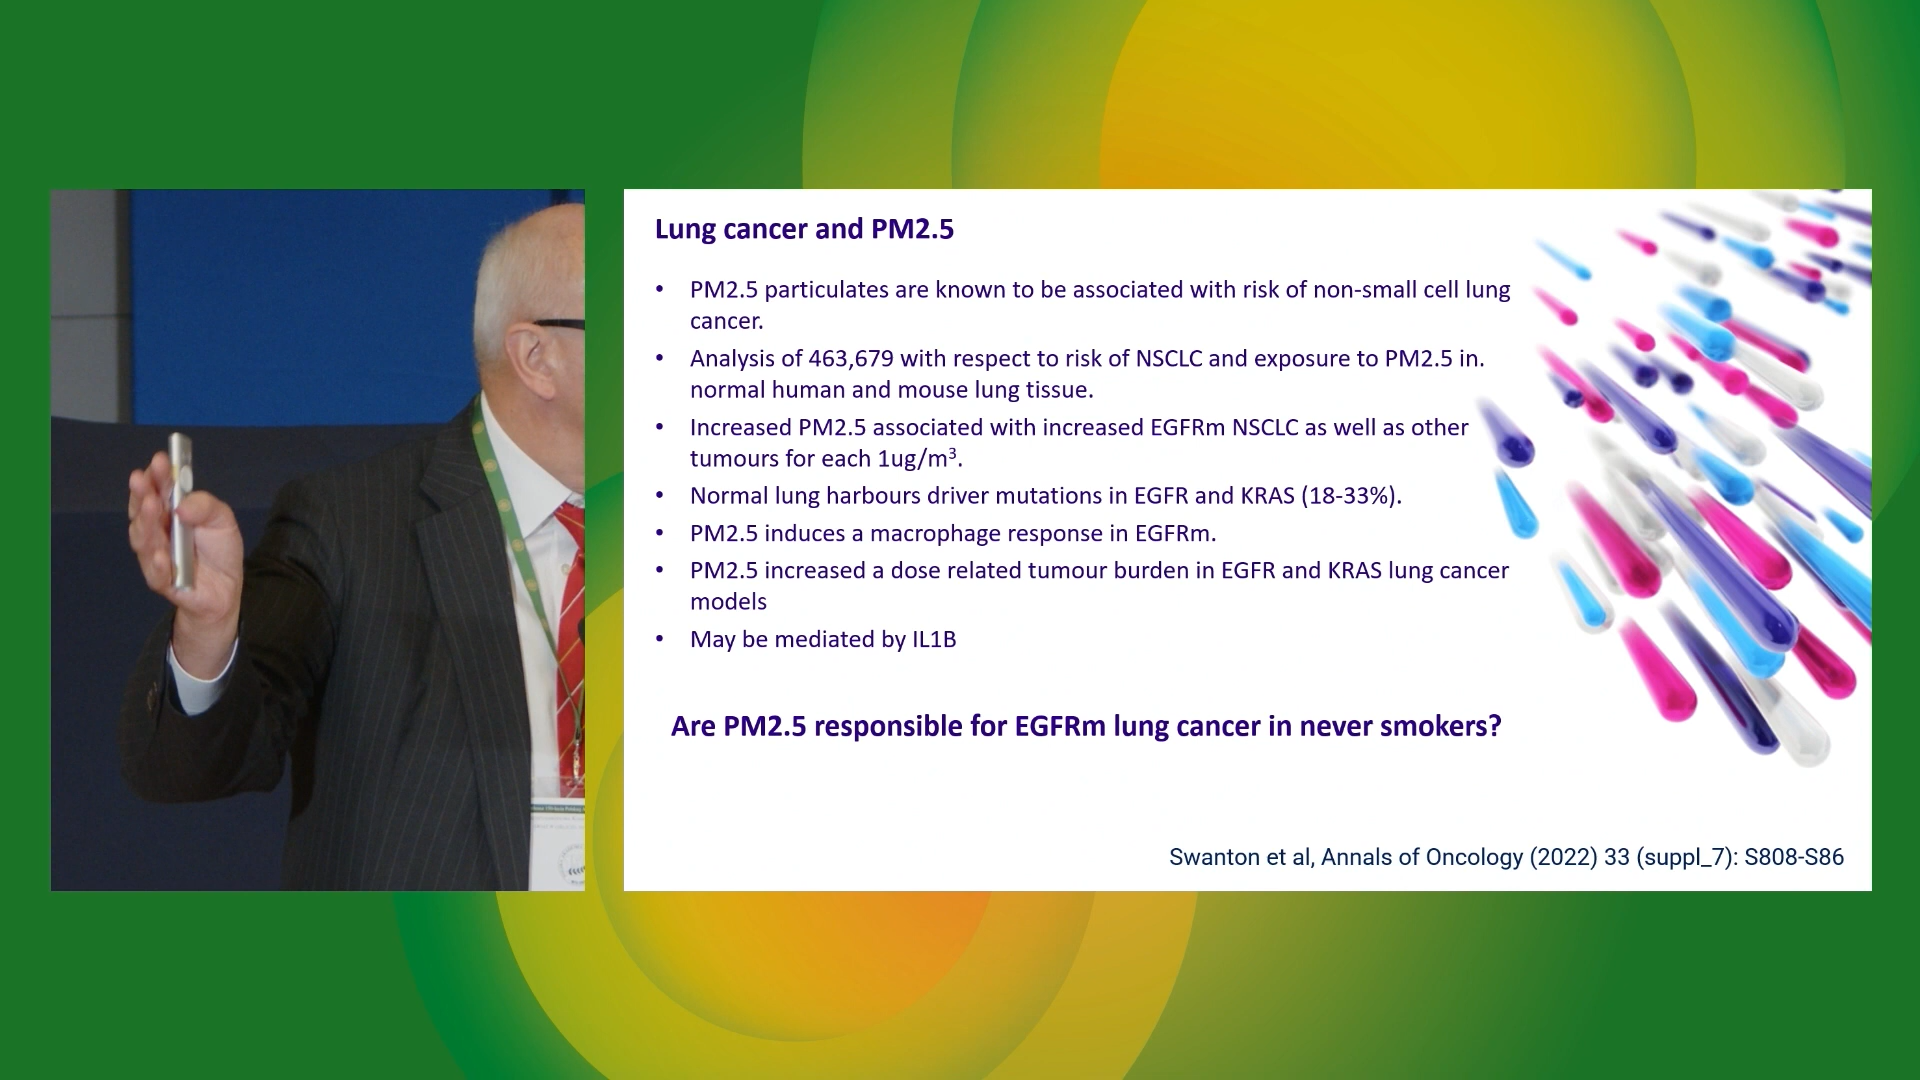 Lung cancer and PM2.5
• PM2.5 particulates are known to be associated with risk of non-small cell lung
cancer.
• Analysis of 463,679 with respect to risk of NSCLC and exposure to PM2.5 in.
normal human and mouse lung tissue.
• Increased PM2.5 associated with increased EGFRm NSCLC as well as other
tumours for each 1ug/m³.
• Normal lung harbours driver mutations in EGFR and KRAS (18-33%).
• PM2.5 induces a macrophage response in EGFRm.
• PM2.5 increased a dose related tumour burden in EGFR and KRAS lung cancer
models
• May be mediated by IL1B
Are PM2.5 responsible for EGFRm lung cancer in never smokers?
Swanton et al, Annals of Oncology (2022) 33 (suppl_7): S808-S86